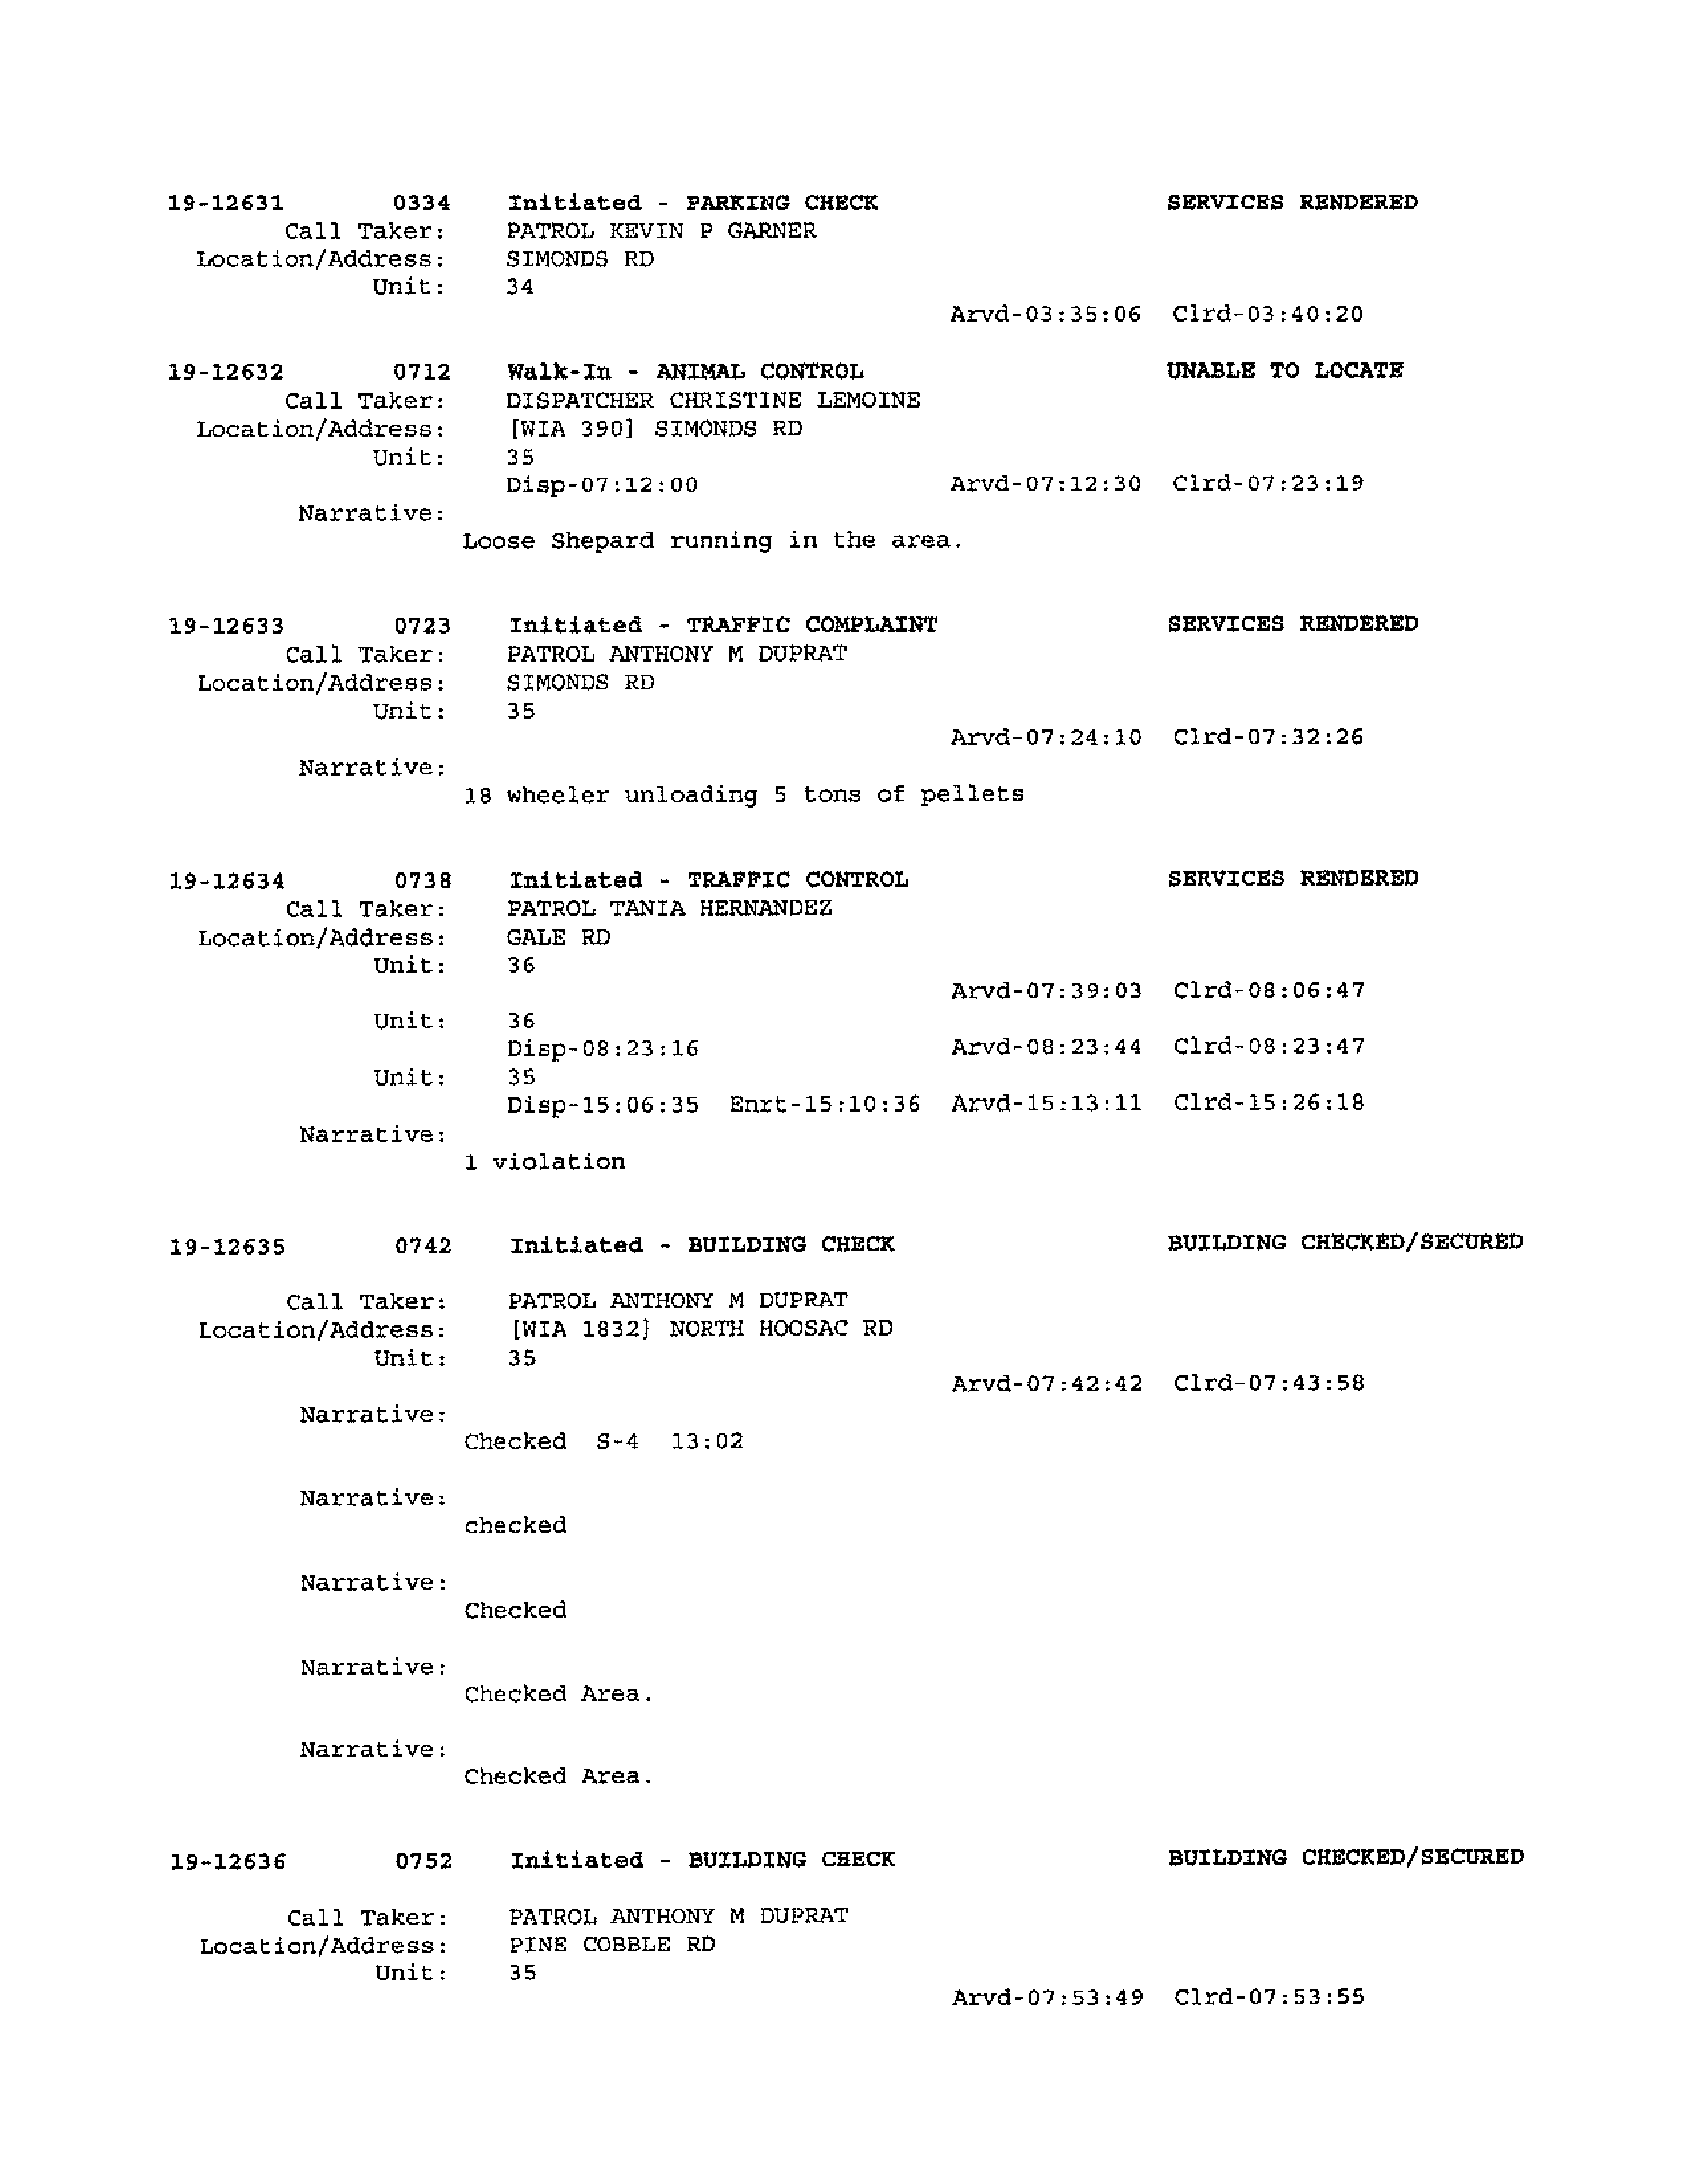 19-12631 0334 Initiated - PARKING CHECK SERVICES RENDERED
Call Taker: PATROL KEVIN P GARNER
Location/Address: SIMONDS RD
Unit: 34
Arvd-03:35:06 Clrd-03:40:20
19-12632 0712 Walk-In - ANIMAL CONTROL UNABLE TO LOCATE
Call Taker: DISPATCHER CHRISTINE LEMOINE
Location/Address: [WIA 390] SIMONDS RD
Unit: 35
Disp-07:12:00 Arvd-07:12:30 Clrd-07:23:19
Narrative:
Loose Shepard running in the area.
19-12633 0723 Initiated - TRAFFIC COMPLAINT SERVICES RENDERED
Call Taker: PATROL ANTHONY M DUPRAT
Location/Address: SIMONDS RD
Unit: 35
Arvd-07:24:10 Clrd-07:32:26
Narrative:
18 wheeler unloading 5 tons of pellets
19-12634 0738 Initiated - TRAFFIC CONTROL SERVICES RENDERED
Call Taker: PATROL TANIA HERNANDEZ
Location/Address: GALE RD
Unit: 36
Arvd-07:39:03 Clrd-08:06:47
Unit: 36
Disp-08:23:16 Arvd-08:23:44 Clrd-08:23:47
Unit: 35
Disp-15:06:35 Enrt-15:10:36 Arvd-15:13:11 Clrd-15:26:18
Narrative:
1 violation
19-12635 0742 Initiated - BUILDING CHECK BUILDING CHECKED/SECURED
Call Taker: PATROL ANTHONY M DUPRAT
Location/Address: [WIA 1832] NORTH HOOSAC RD
Unit: 35
Arvd-07:42:42 Clrd-07:43:58
Narrative:
Checked S-4 13:02
Narrative:
checked
Narrative:
Checked
Narrative:
Checked Area.
Narrative:
Checked Area.
19-12636 0752 Initiated - BUILDING CHECK BUILDING CHECKED/SECURED
Call Taker: PATROL ANTHONY M DUPRAT
Location/Address: PINE COBBLE RD
Unit: 35
Arvd-07:53:49 Clrd-07:53:55